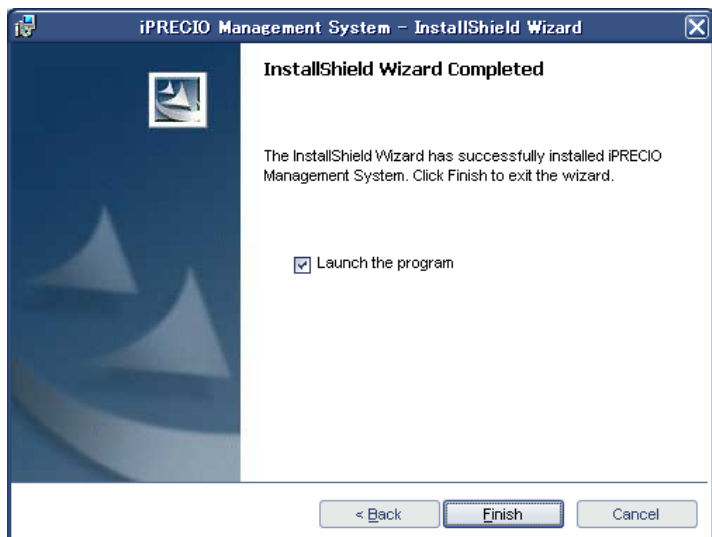 iPRECIO Management System - InstallShield Wizard
InstallShield Wizard Completed
The InstallShield Wizard has successfully installed iPRECIO
Management System. Click Finish to exit the wizard.
Launch the program
< Back
Finish
Cancel